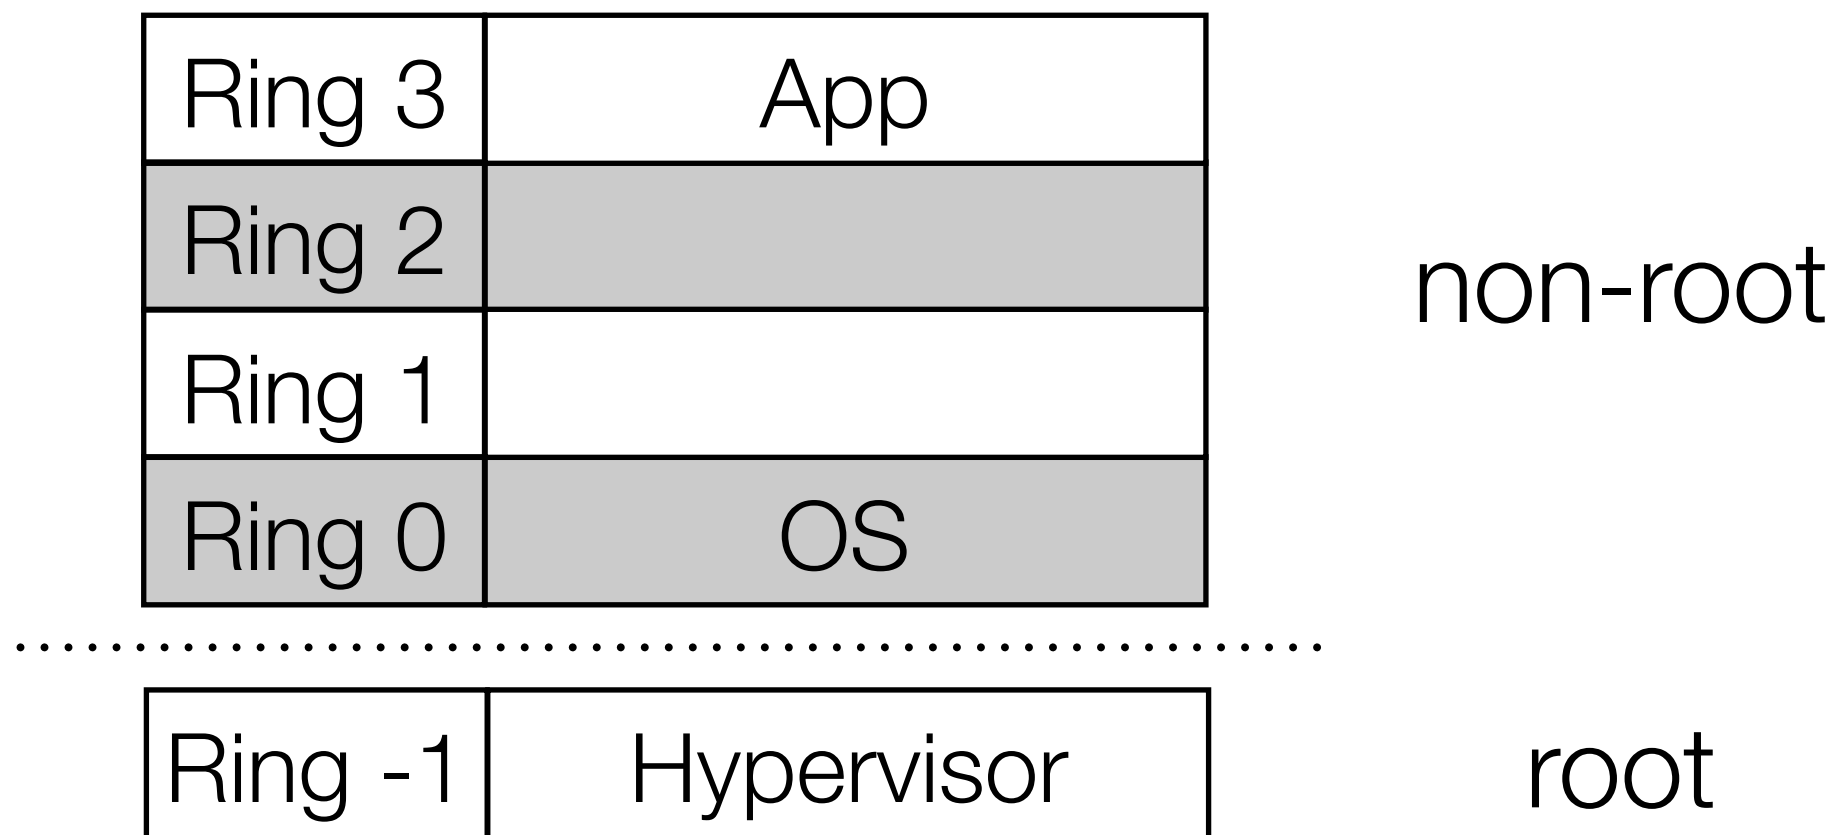 Ring 3 App
Ring 2
non-root
Ring 1
Ring 0 OS
Ring -1 Hypervisor root